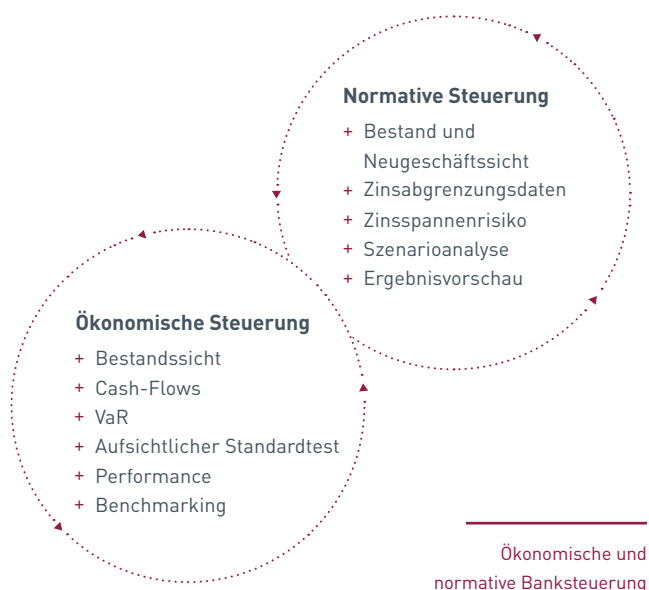 Normative Steuerung
+ Bestand und
Neugeschäftssicht
+ Zinsabgrenzungsdaten
+ Zinsspannenrisiko
+ Szenarioanalyse
+ Ergebnisvorschau
Ökonomische Steuerung
+ Bestandssicht
+ Cash-Flows
+ VaR
+ Aufsichtlicher Standardtest
+ Performance
+ Benchmarking
Ökonomische und
normative Banksteuerung